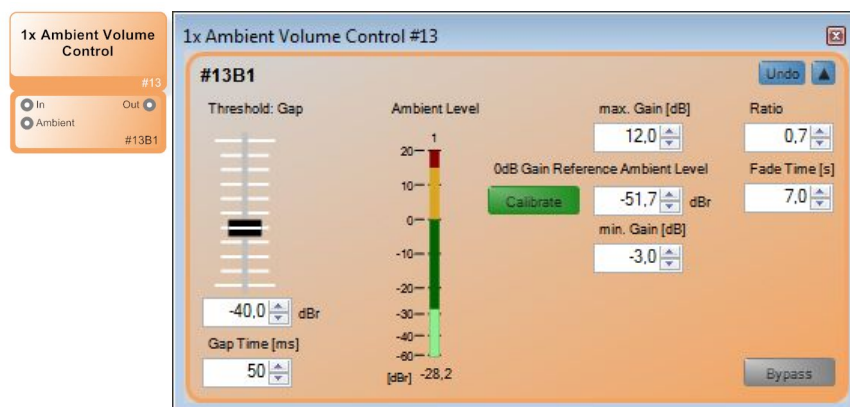 1x Ambient Volume
Control
#13
In
Out
Ambient
#13B1
1x Ambient Volume Control #13
#13B1
Undo
Threshold: Gap
Ambient Level
max. Gain [dB]
Ratio
1
12,0
0,7
20
10
0
-10
-20
-30
-40
-60
0dB Gain Reference Ambient Level
Fade Time [s]
Calibrate
-51,7 dBr
7,0
min. Gain [dB]
-3,0
-40,0 dBr
Gap Time [ms]
50
[dBr] -28,2
Bypass